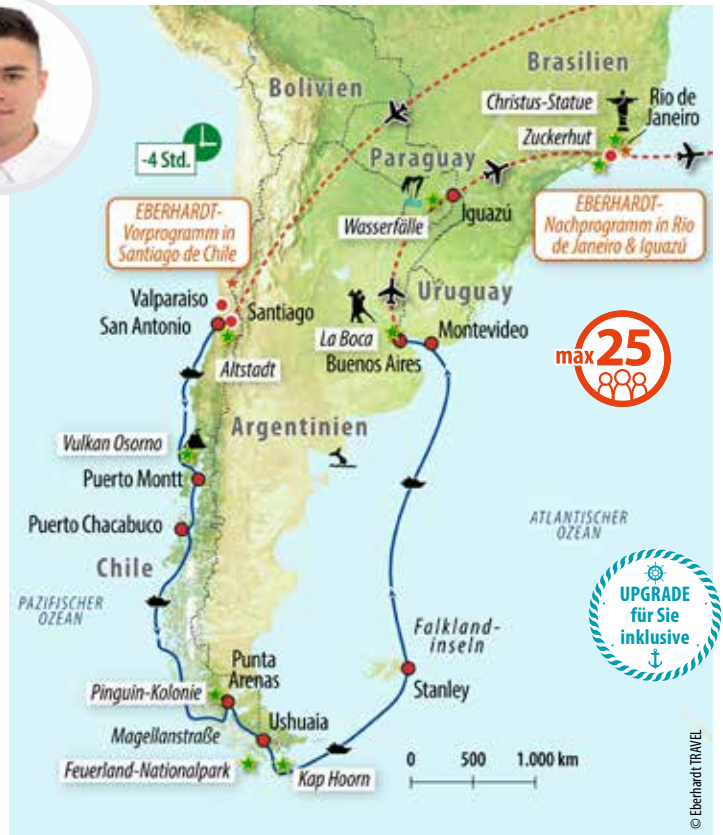 Brasilien
Bolivien
Christus-Statue
Rio de
Janeiro
Zuckerhut
-4 Std.
Paraguay
Iguazú
Wasserfälle
EBERHARDT-
Vorprogramm in
Santiago de Chile
EBERHARDT-
Nachprogramm in Rio
de Janeiro & Iguazú
Uruguay
Valparaiso
Santiago
San Antonio
La Boca
Montevideo
Buenos Aires
Altstadt
max 25
Argentinien
Vulkan Osorno
Puerto Montt
Puerto Chacabuco
ATLANTISCHER
OZEAN
Chile
PAZIFISCHER
OZEAN
UPGRADE
für Sie
inklusive
Falkland-
inseln
Punta
Arenas
Pinguin-Kolonie
Stanley
Ushuaia
Magellanstraße
Feuerland-Nationalpark
Kap Hoorn
0 500 1.000 km
© Eberhardt TRAVEL